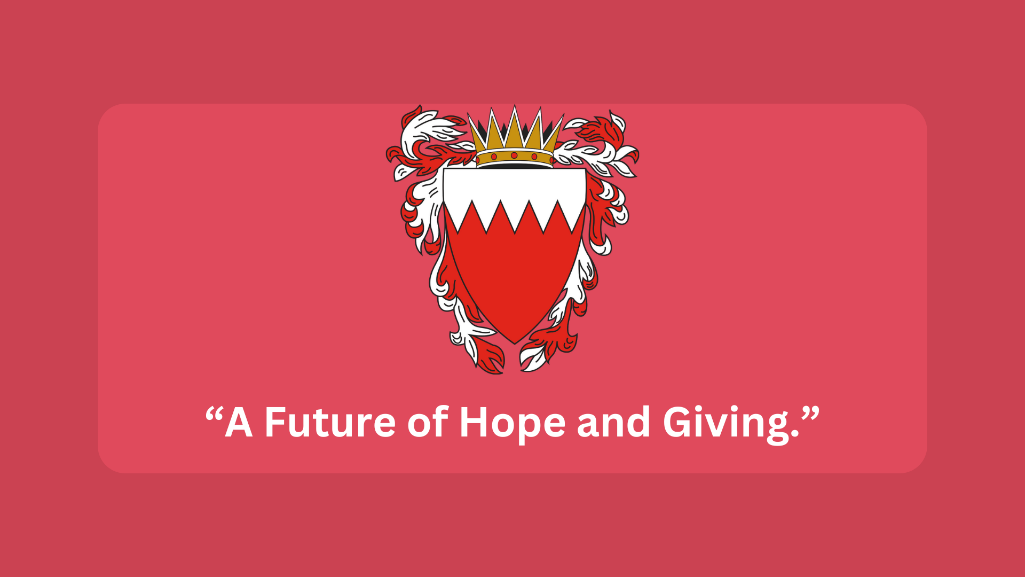 “A Future of Hope and Giving.”